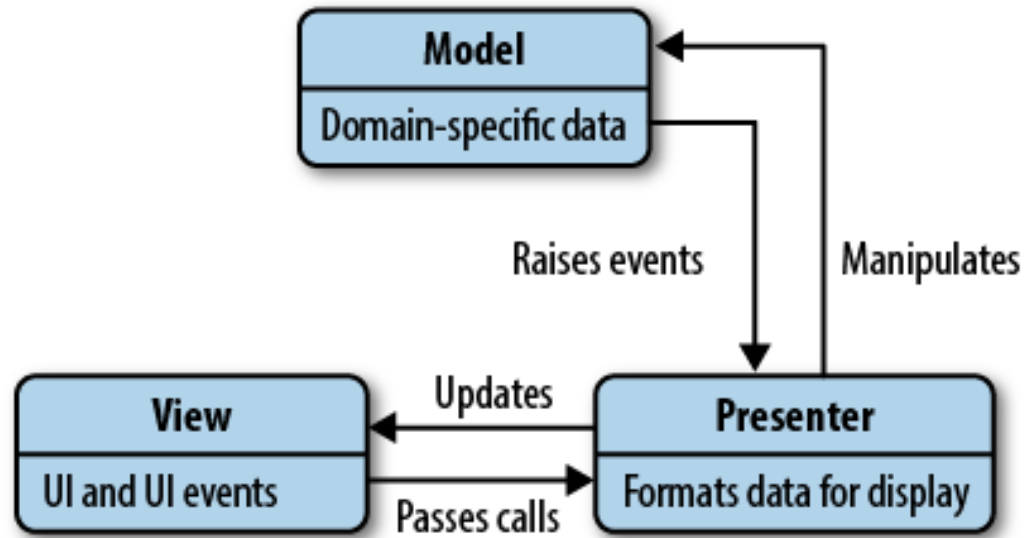 Model
Domain-specific data
Raises events
Manipulates
View
UI and UI events
Updates
Passes calls
Presenter
Formats data for display